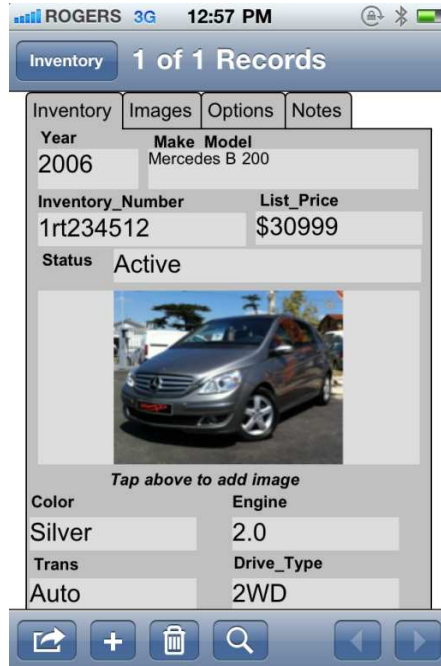 ROGERS 3G 12:57 PM
Inventory 1 of 1 Records
Inventory Images Options Notes
Year Make Model
2006 Mercedes B 200
Inventory_Number List_Price
1rt234512 $30999
Status Active
Tap above to add image
Color Engine
Silver 2.0
Trans Drive_Type
Auto 2WD